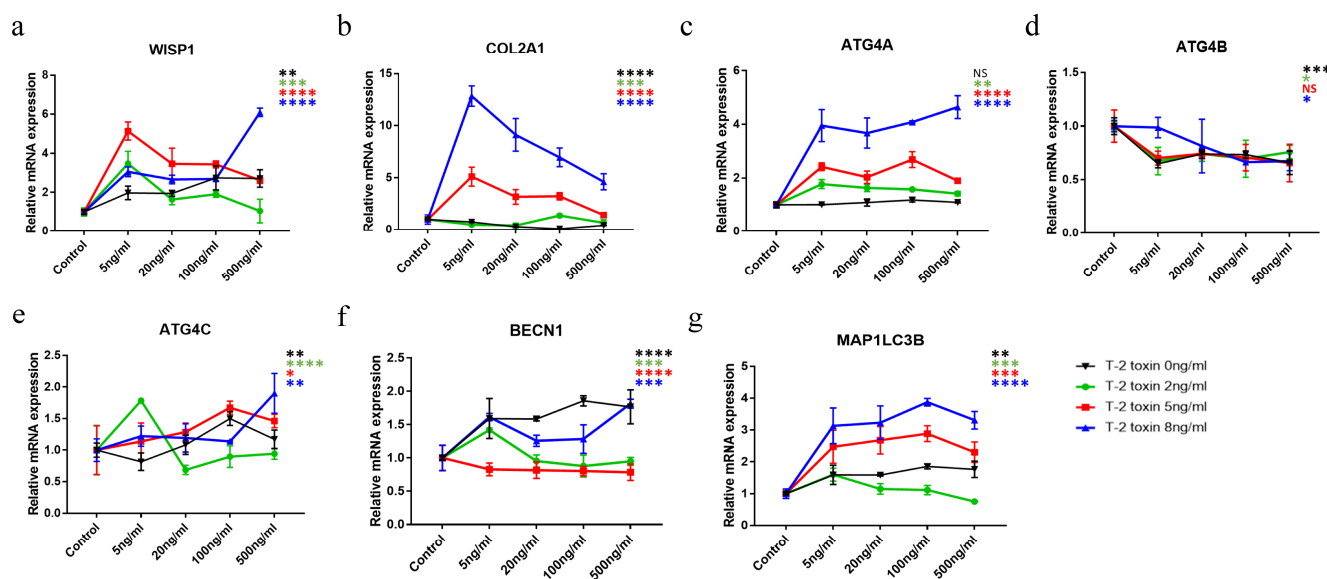 a
WISP1
Relative mRNA expression
8
6
4
2
0
Control
5ng/ml
20ng/ml
100ng/ml
500ng/ml
**
***
****
****
b
COL2A1
Relative mRNA expression
15
10
5
0
Control
5ng/ml
20ng/ml
100ng/ml
500ng/ml
****
***
****
****
c
ATG4A
Relative mRNA expression
6
4
2
0
Control
5ng/ml
20ng/ml
100ng/ml
500ng/ml
NS
**
****
****
d
ATG4B
Relative mRNA expression
1.5
1.0
0.5
0.0
Control
5ng/ml
20ng/ml
100ng/ml
500ng/ml
***
*
NS
*
e
ATG4C
Relative mRNA expression
2.5
2.0
1.5
1.0
0.5
0.0
Control
5ng/ml
20ng/ml
100ng/ml
500ng/ml
**
****
*
**
f
BECN1
Relative mRNA expression
2.5
2.0
1.5
1.0
0.5
0.0
Control
5ng/ml
20ng/ml
100ng/ml
500ng/ml
****
***
****
***
g
MAP1LC3B
Relative mRNA expression
5
4
3
2
1
0
Control
5ng/ml
20ng/ml
100ng/ml
500ng/ml
**
***
***
****
T-2 toxin 0ng/ml
T-2 toxin 2ng/ml
T-2 toxin 5ng/ml
T-2 toxin 8ng/ml